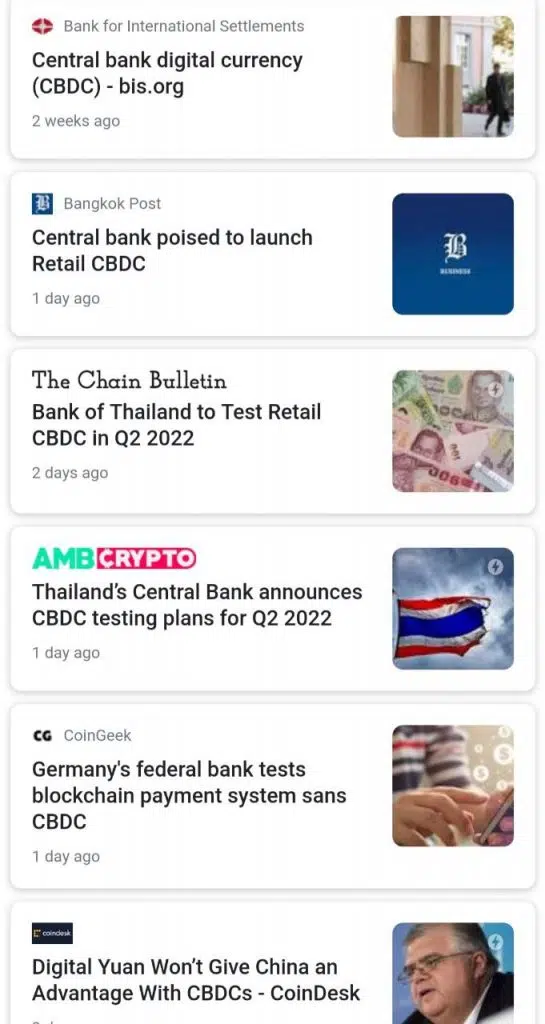 Bank for International Settlements
Central bank digital currency
(CBDC) - bis.org
2 weeks ago
B Bangkok Post
Central bank poised to launch
Retail CBDC
1 day ago
B
BUSINESS
The Chain Bulletin
Bank of Thailand to Test Retail
CBDC in Q2 2022
2 days ago
AMBCRYPTO
Thailand’s Central Bank announces
CBDC testing plans for Q2 2022
1 day ago
CG CoinGeek
Germany's federal bank tests
blockchain payment system sans
CBDC
1 day ago
coindesk
Digital Yuan Won’t Give China an
Advantage With CBDCs - CoinDesk